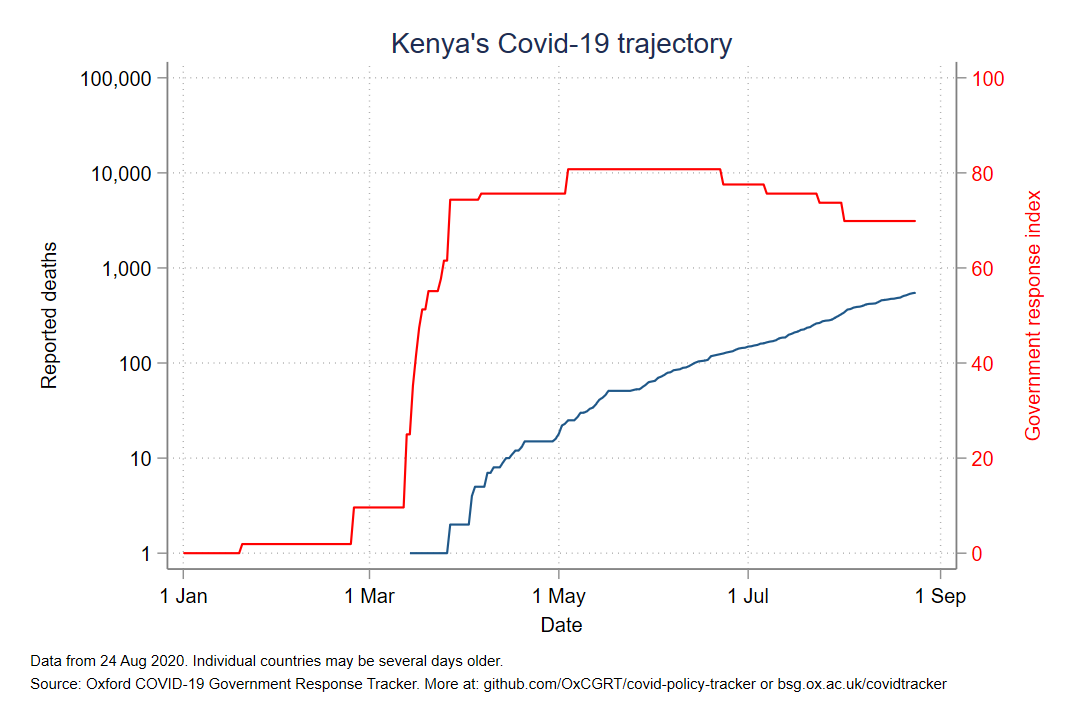 Kenya's Covid-19 trajectory
100,000
10,000
1,000
100
10
1
Reported deaths
100
80
60
40
20
0
Government response index
1 Jan
1 Mar
1 May
1 Jul
1 Sep
Date
Data from 24 Aug 2020. Individual countries may be several days older.
Source: Oxford COVID-19 Government Response Tracker. More at: github.com/OxCGRT/covid-policy-tracker or bsg.ox.ac.uk/covidtracker